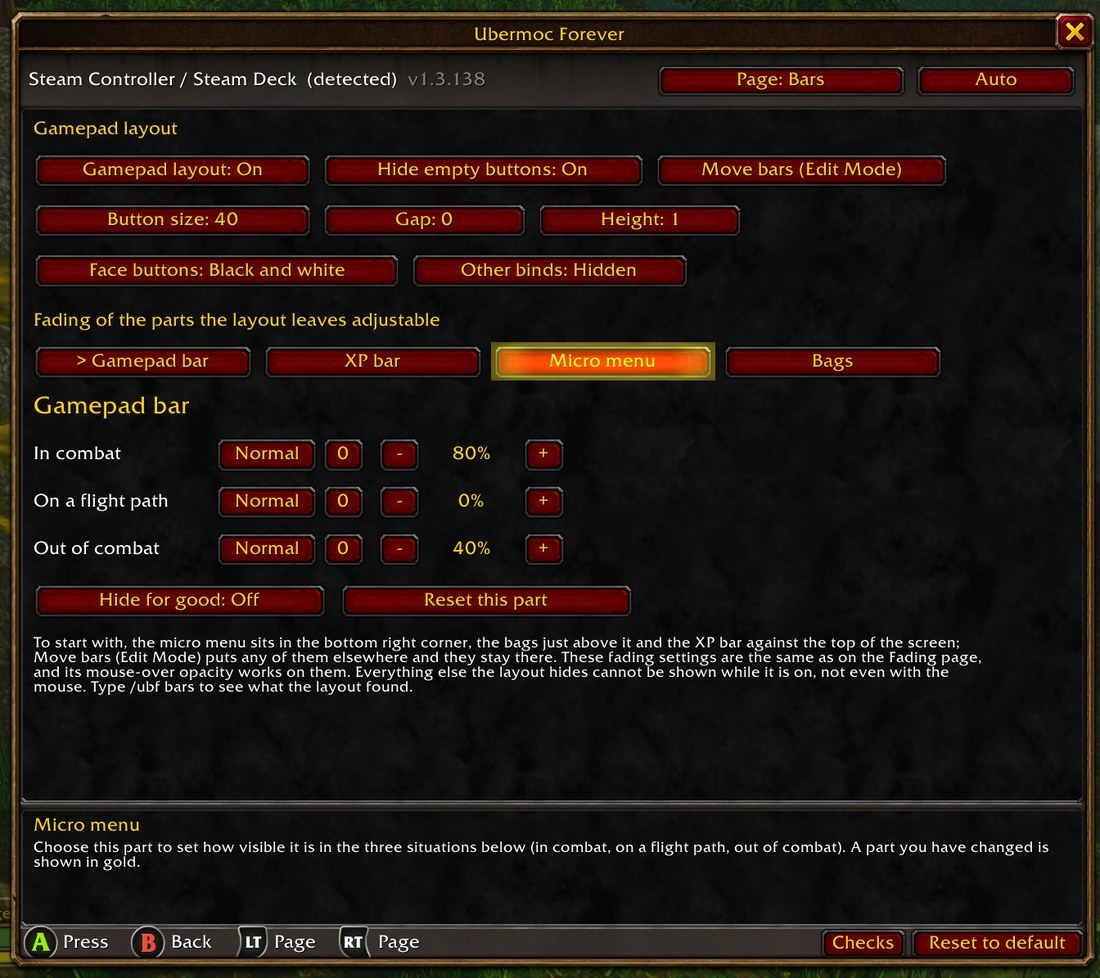 Ubermoc Forever
Steam Controller / Steam Deck (detected) v1.3.138 Page: Bars Auto
Gamepad layout
Gamepad layout: On Hide empty buttons: On Move bars (Edit Mode)
Button size: 40 Gap: 0 Height: 1
Face buttons: Black and white Other binds: Hidden
Fading of the parts the layout leaves adjustable
> Gamepad bar XP bar Micro menu Bags
Gamepad bar
In combat Normal 0 - 80% +
On a flight path Normal 0 - 0% +
Out of combat Normal 0 - 40% +
Hide for good: Off Reset this part
To start with, the micro menu sits in the bottom right corner, the bags just above it and the XP bar against the top of the screen;
Move bars (Edit Mode) puts any of them elsewhere and they stay there. These fading settings are the same as on the Fading page,
and its mouse-over opacity works on them. Everything else the layout hides cannot be shown while it is on, not even with the
mouse. Type /ubf bars to see what the layout found.
Micro menu
Choose this part to set how visible it is in the three situations below (in combat, on a flight path, out of combat). A part you have changed is
shown in gold.
A Press B Back LT Page RT Page Checks Reset to default